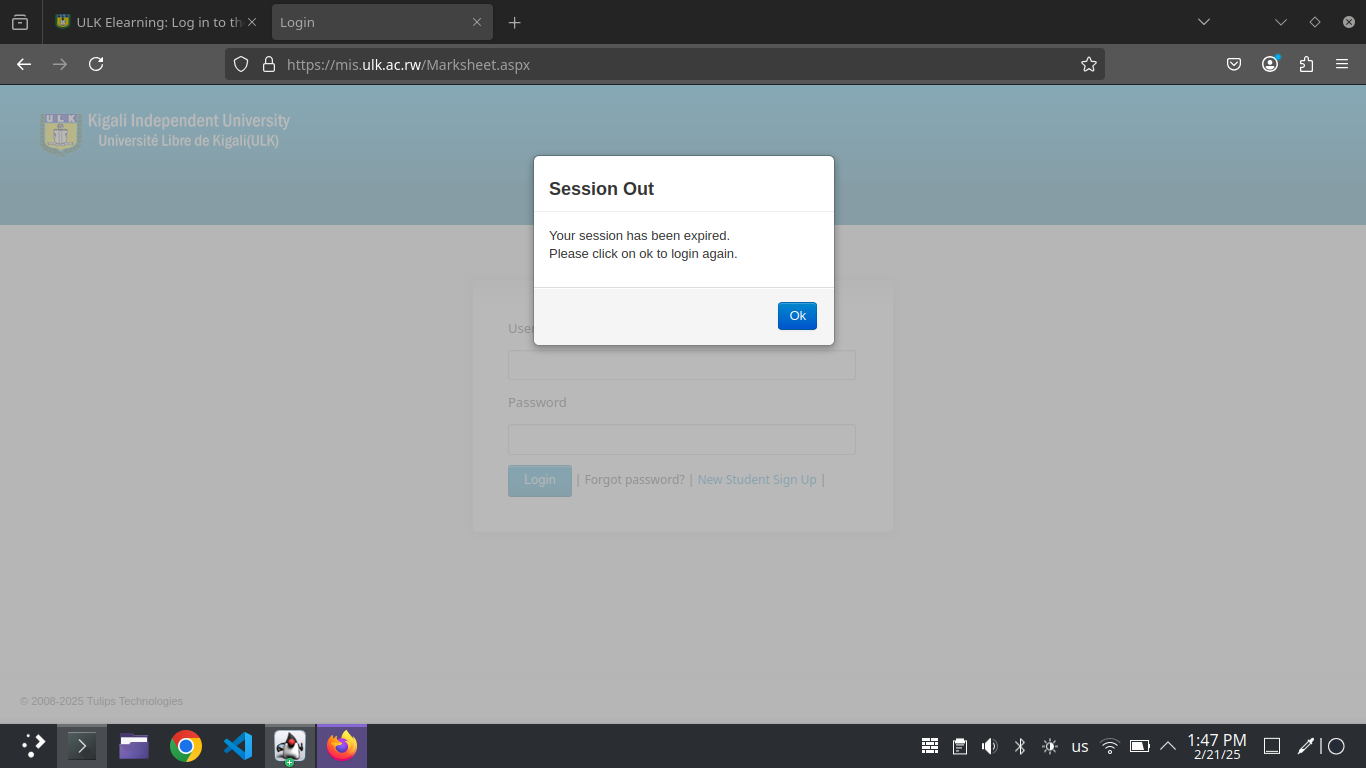 ULK Elearning: Log in to th
Login
https://mis.ulk.ac.rw/Marksheet.aspx
ULK
Kigali Independent University
Université Libre de Kigali(ULK)
Session Out
Your session has been expired.
Please click on ok to login again.
Ok
User
Password
Login | Forgot password? | New Student Sign Up |
© 2008-2025 Tulips Technologies
us
1:47 PM
2/21/25